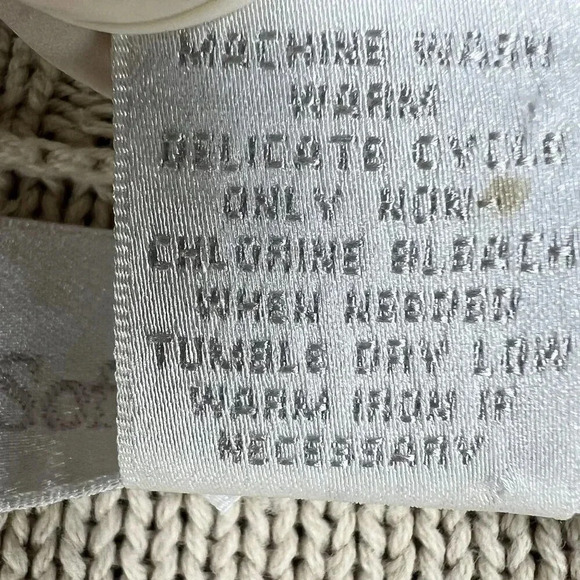 MACHINE WASH
WARM
DELICATE CYCLE
ONLY NON-
CHLORINE BLEACH
WHEN NEEDED
TUMBLE DRY LOW
WARM IRON IF
NECESSARY